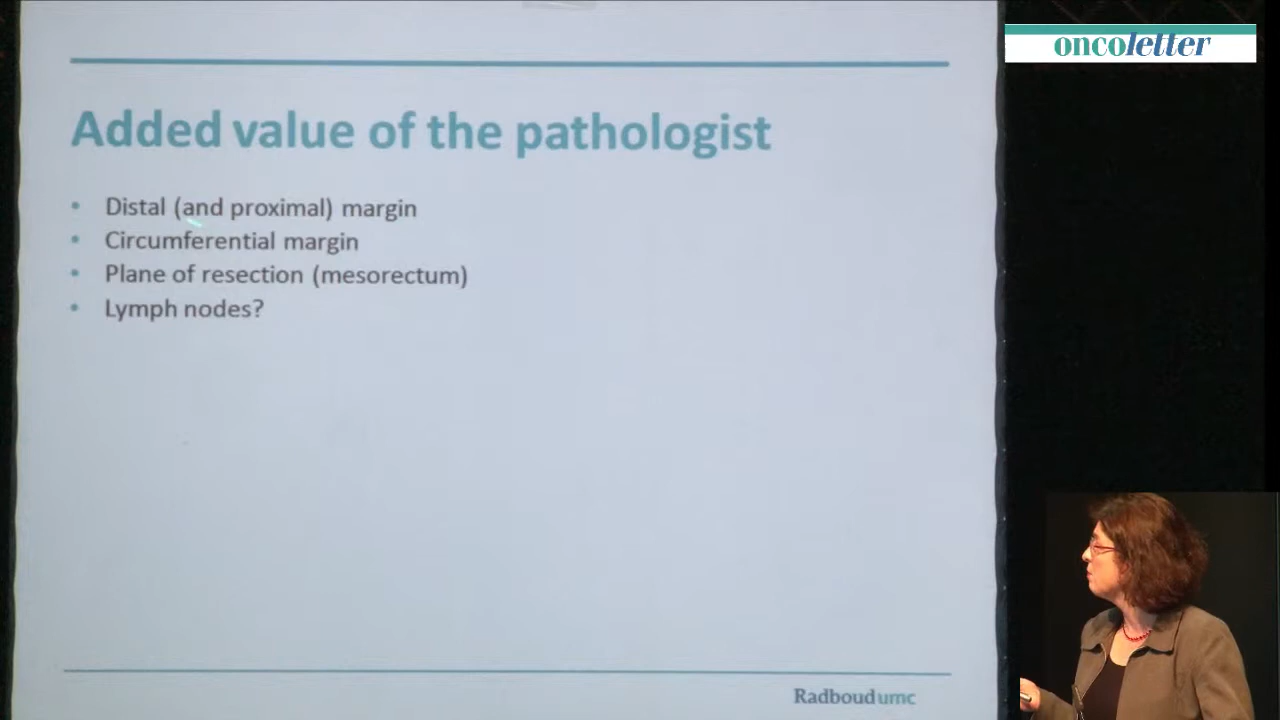 oncoletter
Added value of the pathologist
• Distal (and proximal) margin
• Circumferential margin
• Plane of resection (mesorectum)
• Lymph nodes?
Radboudumc